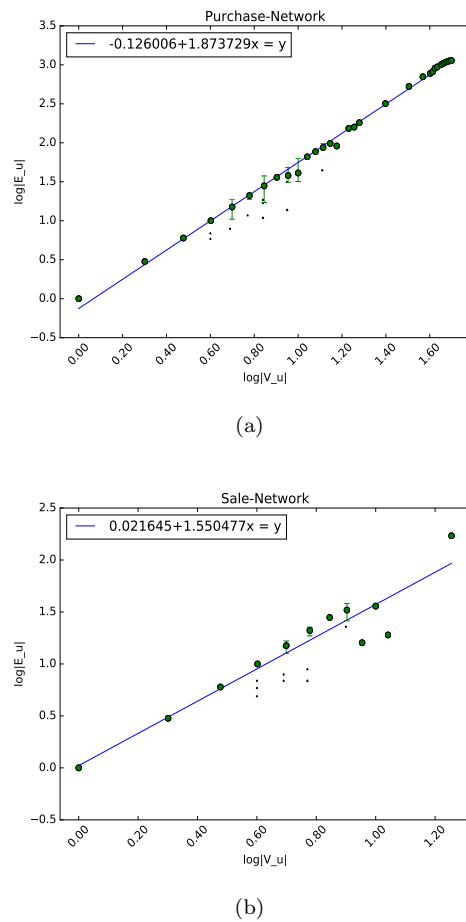 Purchase-Network
-0.126006+1.873729x = y
3.5
3.0
2.5
2.0
1.5
1.0
0.5
0.0
−0.5
log|E_u|
0.00 0.20 0.40 0.60 0.80 1.00 1.20 1.40 1.60
log|V_u|
(a)
Sale-Network
0.021645+1.550477x = y
2.5
2.0
1.5
1.0
0.5
0.0
−0.5
log|E_u|
0.00 0.20 0.40 0.60 0.80 1.00 1.20
log|V_u|
(b)